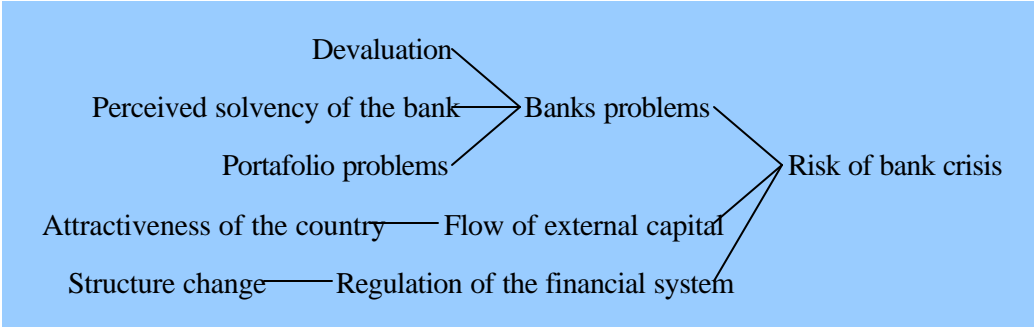 Devaluation
Perceived solvency of the bank
Banks problems
Portafolio problems
Risk of bank crisis
Attractiveness of the country
Flow of external capital
Structure change
Regulation of the financial system